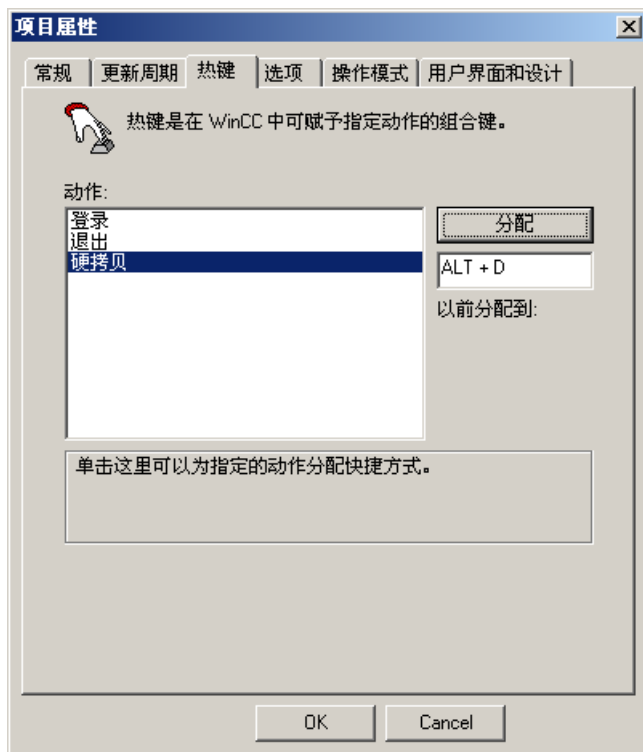 项目属性
常规 更新周期 热键 选项 操作模式 用户界面和设计
热键是在 WinCC 中可赋予指定动作的组合键。
动作:
登录
退出
硬拷贝
分配
ALT + D
以前分配到:
单击这里可以为指定的动作分配快捷方式。
OK Cancel